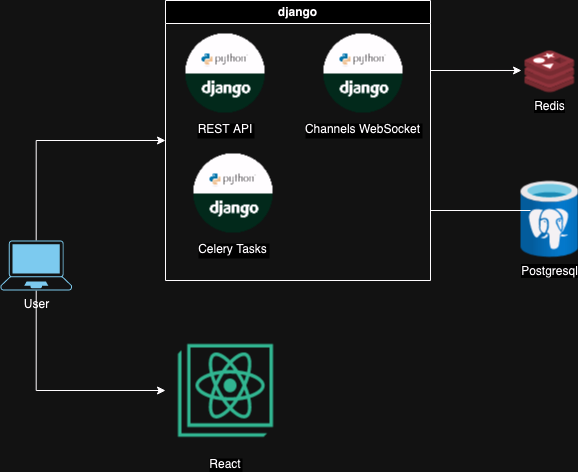 django
python
django
REST API
python
django
Channels WebSocket
Redis
python
django
Celery Tasks
Postgresql
User
React